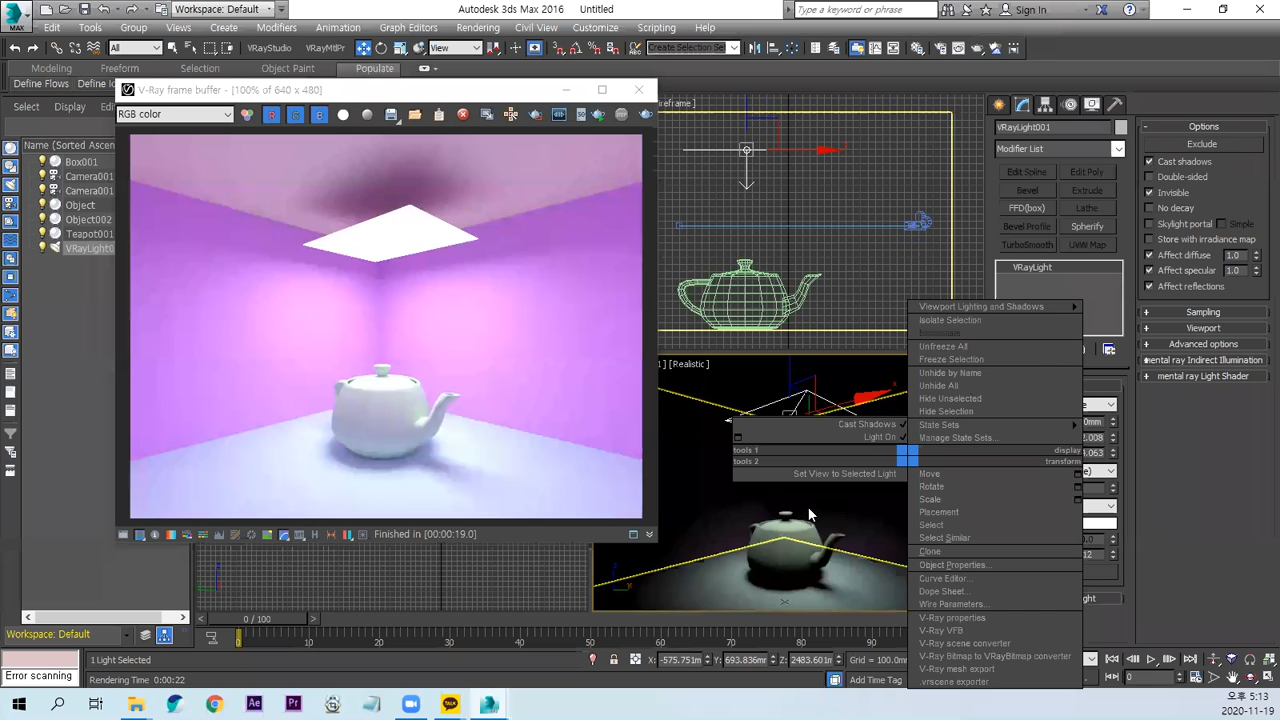 Workspace: Default
Autodesk 3ds Max 2016 Untitled
Type a keyword or phrase
Sign In
MAX
Edit Tools Group Views Create Modifiers Animation Graph Editors Rendering Civil View Customize Scripting Help
All
VRayStudio VRayMtlPr
View
Create Selection Set
Modeling Freeform Selection Object Paint Populate
Define Flows
V-Ray frame buffer - [100% of 640 x 480]
RGB color
Select Display
Name (Sorted Ascen
Box001
Camera001
Camera001
Object
Object002
Teapot001
VRayLight0
Finished in [00:00:19.0]
[Realistic]
VRayLight001
Modifier List
Edit Spline Edit Poly
Bevel Extrude
FFD(box) Lathe
Bevel Profile Spherify
TurboSmooth UVW Map
VRayLight
Options
Exclude
Cast shadows
Double-sided
Invisible
No decay
Skylight portal Simple
Store with irradiance map
Affect diffuse 1.0
Affect specular 1.0
Affect reflections
Sampling
Viewport
Advanced options
mental ray Indirect Illumination
mental ray Light Shader
Viewport Lighting and Shadows
Isolate Selection
Unfreeze All
Freeze Selection
Unhide by Name
Unhide All
Hide Unselected
Hide Selection
State Sets
Manage State Sets...
Cast Shadows
Light On
tools 1 display
tools 2 transform
Set View to Selected Light
Move
Rotate
Scale
Placement
Select
Select Similar
Clone
Object Properties...
Curve Editor...
Dope Sheet...
Wire Parameters...
V-Ray properties
V-Ray VFB
V-Ray scene converter
V-Ray Bitmap to VRayBitmap converter
V-Ray mesh export
.vrscene exporter
0 / 100
Workspace: Default
0 10 20 30 40 50 60 70 80 90
1 Light Selected
X: -575.751m Y: 693.836m Z: 2483.601m Grid = 100.0m
Error scanning
Rendering Time 0:00:22
Add Time Tag
0
Ae Pr TALK
오후 5:13
2020-11-19